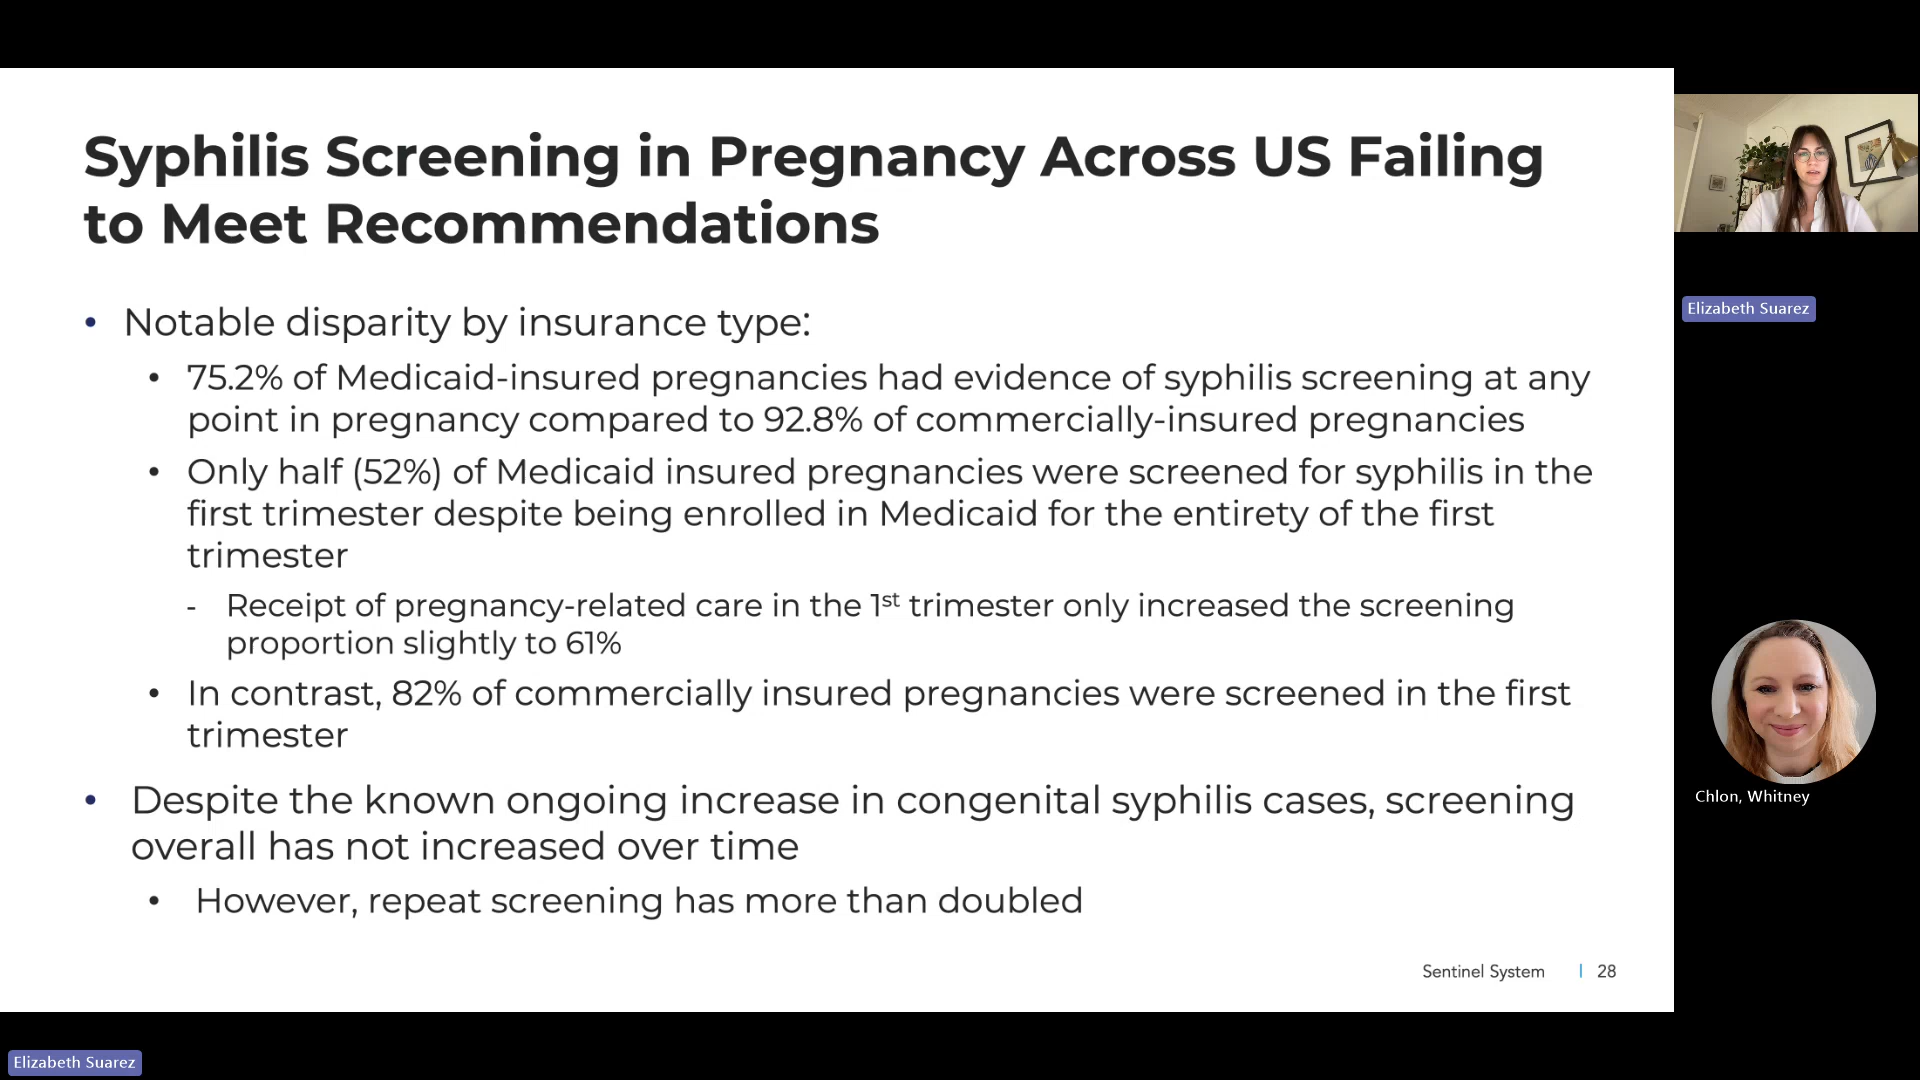 Syphilis Screening in Pregnancy Across US Failing
to Meet Recommendations
• Notable disparity by insurance type:
• 75.2% of Medicaid-insured pregnancies had evidence of syphilis screening at any
point in pregnancy compared to 92.8% of commercially-insured pregnancies
• Only half (52%) of Medicaid insured pregnancies were screened for syphilis in the
first trimester despite being enrolled in Medicaid for the entirety of the first
trimester
- Receipt of pregnancy-related care in the 1st trimester only increased the screening
proportion slightly to 61%
• In contrast, 82% of commercially insured pregnancies were screened in the first
trimester
• Despite the known ongoing increase in congenital syphilis cases, screening
overall has not increased over time
• However, repeat screening has more than doubled
Sentinel System | 28
Elizabeth Suarez
Chlon, Whitney
Elizabeth Suarez